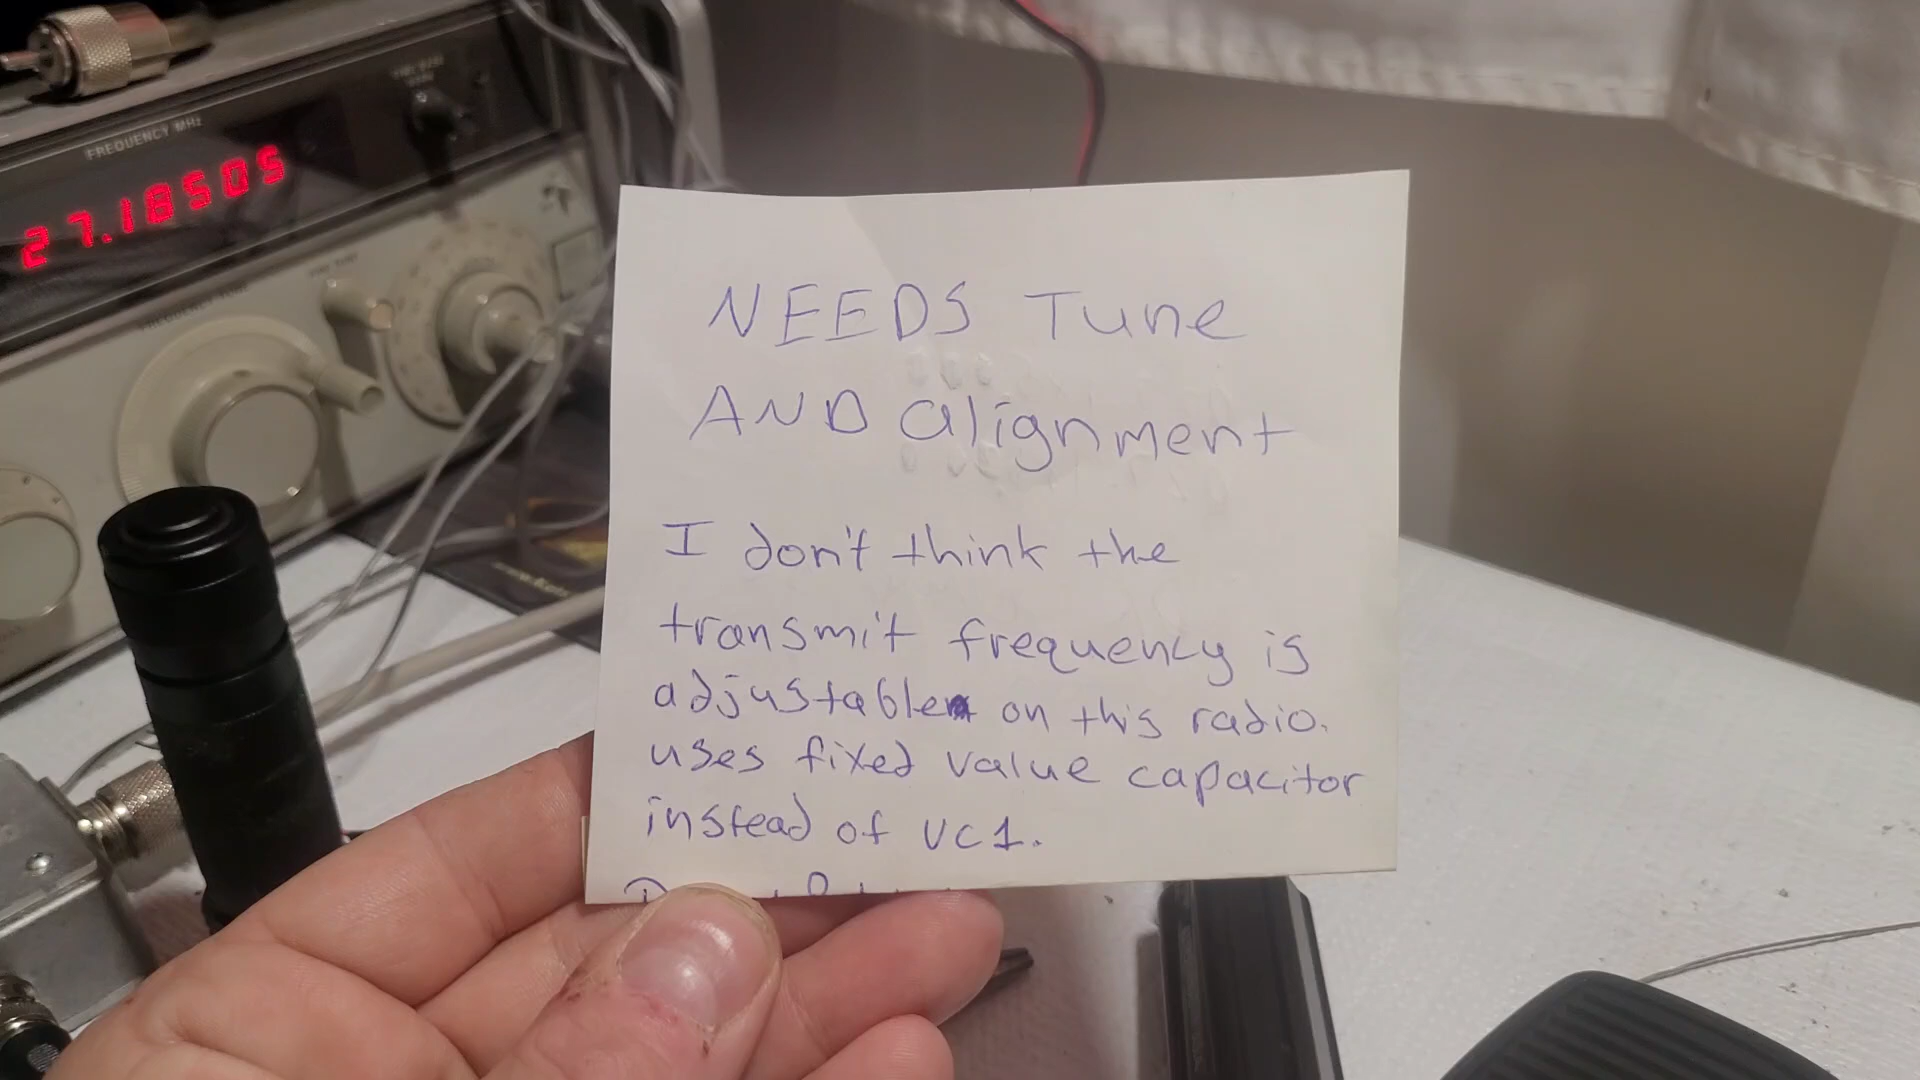 FREQUENCY MHz
27.18505
NEEDS Tune
AND alignment
I don't think the
transmit frequency is
adjustable on this radio.
uses fixed value capacitor
instead of VC1.